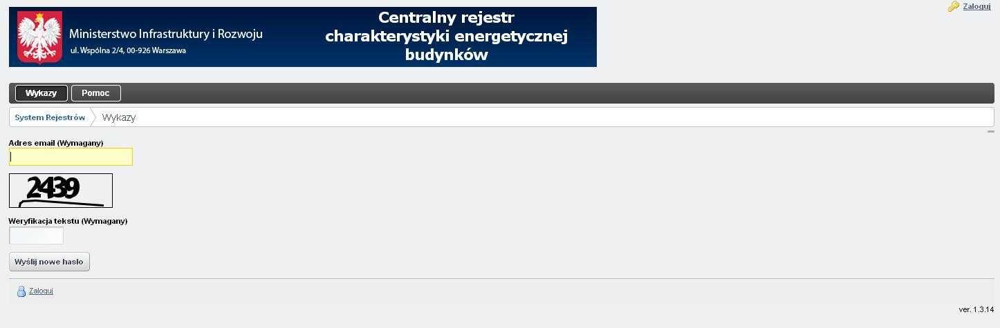 Zaloguj
Ministerstwo Infrastruktury i Rozwoju
ul. Wspólna 2/4, 00-926 Warszawa
Centralny rejestr
charakterystyki energetycznej
budynków
Wykazy Pomoc
System Rejestrów Wykazy
Adres email (Wymagany)
2439
Weryfikacja tekstu (Wymagany)
Wyślij nowe hasło
Zaloguj
ver. 1.3.14